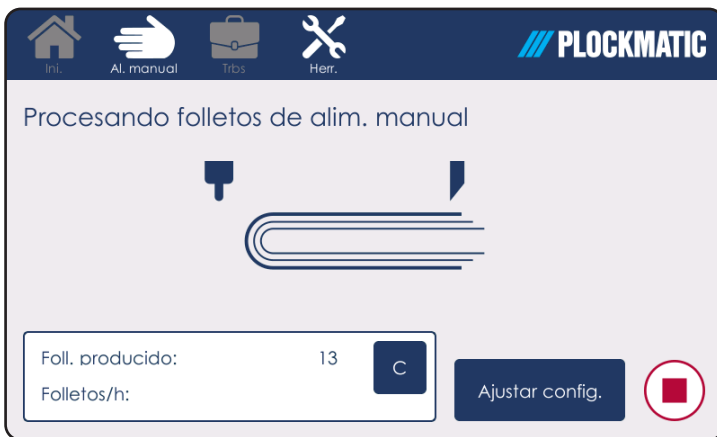 Ini.
Al. manual
Trbs
Herr.
PLOCKMATIC
Procesando folletos de alim. manual
Foll. producido: 13
C
Folletos/h:
Ajustar config.